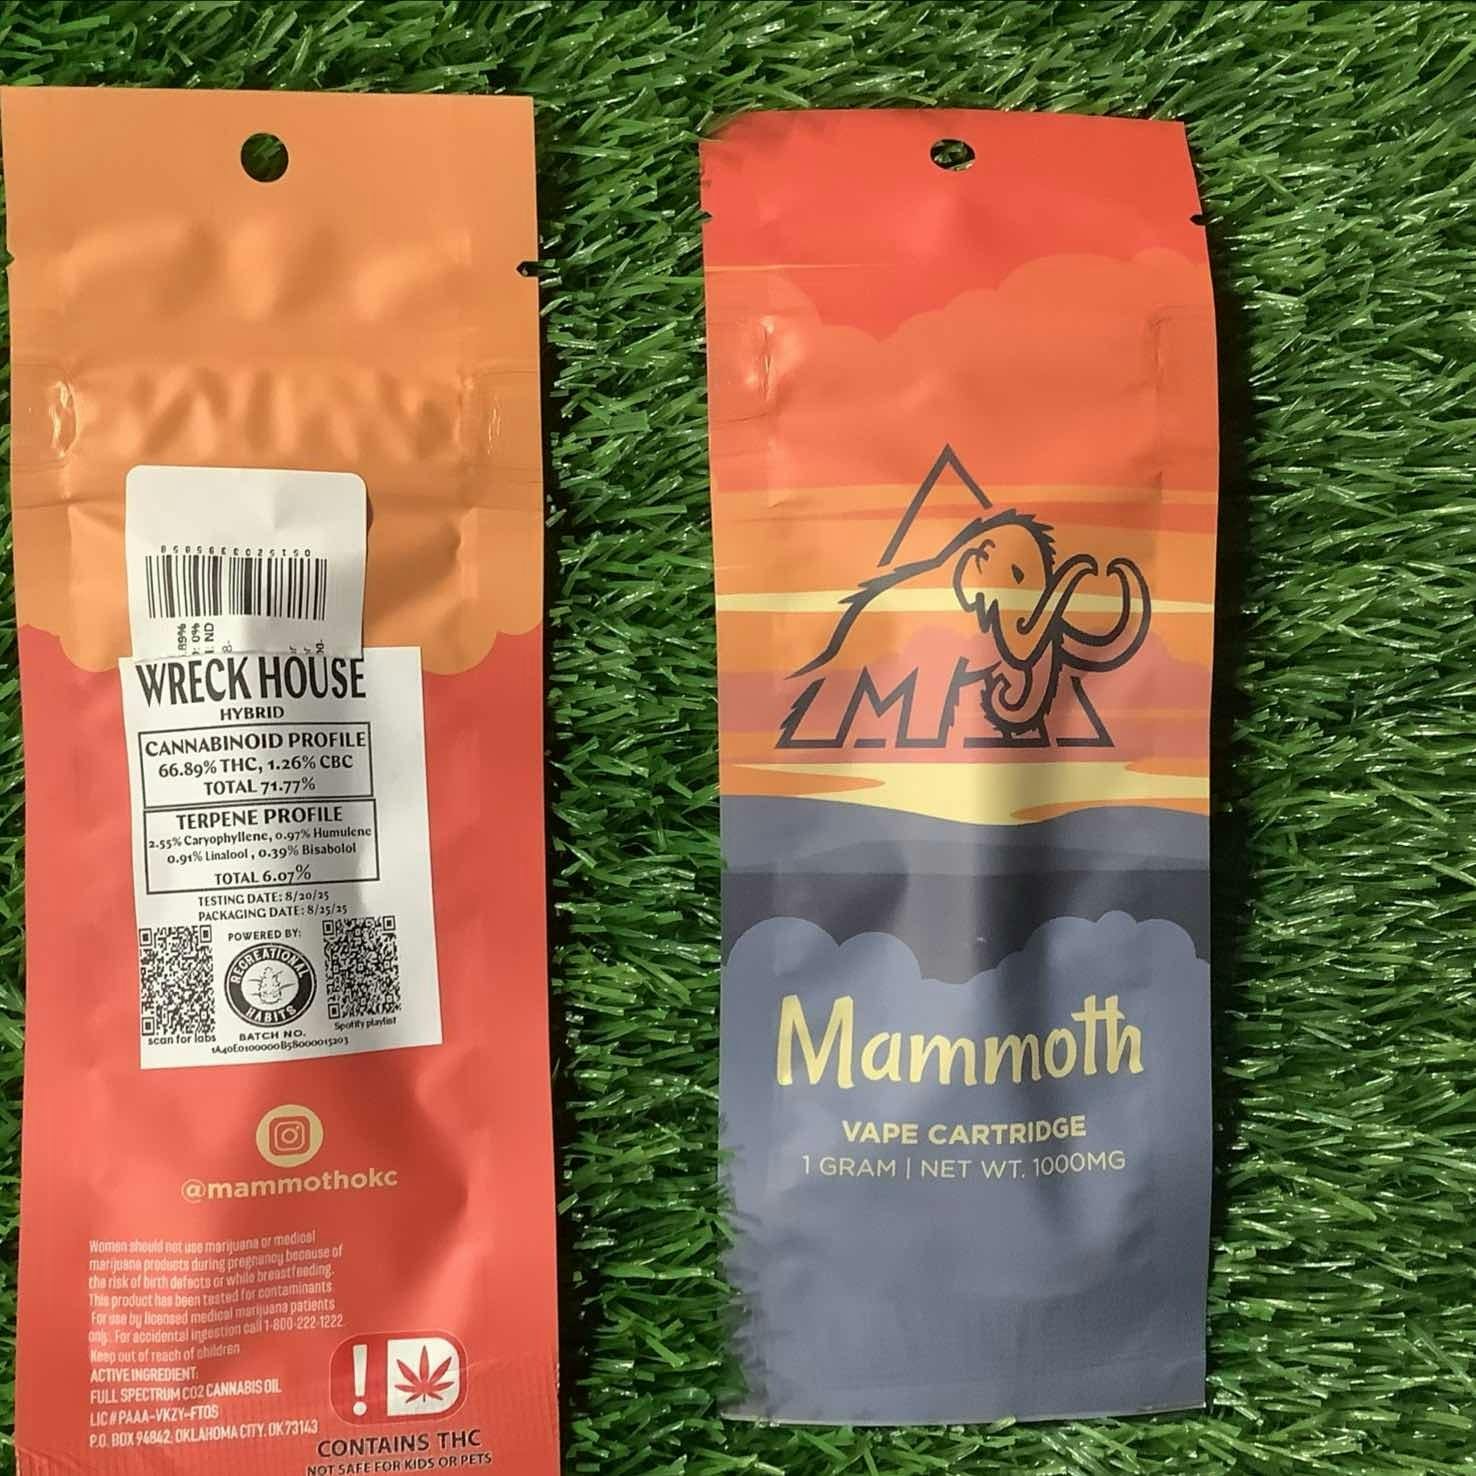 WRECK HOUSE
HYBRID
CANNABINOID PROFILE
66.89% THC, 1.26% CBC
TOTAL 71.77%
TERPENE PROFILE
2.55% Caryophyllene, 0.97% Humulene
0.91% Linalool, 0.39% Bisabolol
TOTAL 6.07%
TESTING DATE: 8/20/25
PACKAGING DATE: 8/25/25
POWERED BY:
RECREATIONAL
HABITS
scan for labs
BATCH NO.
Spotify playlist
1A40E0100000B58000015203
@mammothokc
Women should not use marijuana or medical
marijuana products during pregnancy because of
the risk of birth defects or while breastfeeding.
This product has been tested for contaminants.
For use by licensed medical marijuana patients
only. For accidental ingestion call 1-800-222-1222.
Keep out of reach of children
ACTIVE INGREDIENT:
FULL SPECTRUM CO2 CANNABIS OIL
LIC # PAAA-VKZY-FTOS
P.O. BOX 94842, OKLAHOMA CITY, OK 73143
!
CONTAINS THC
NOT SAFE FOR KIDS OR PETS
MK
Mammoth
VAPE CARTRIDGE
1 GRAM | NET WT. 1000MG